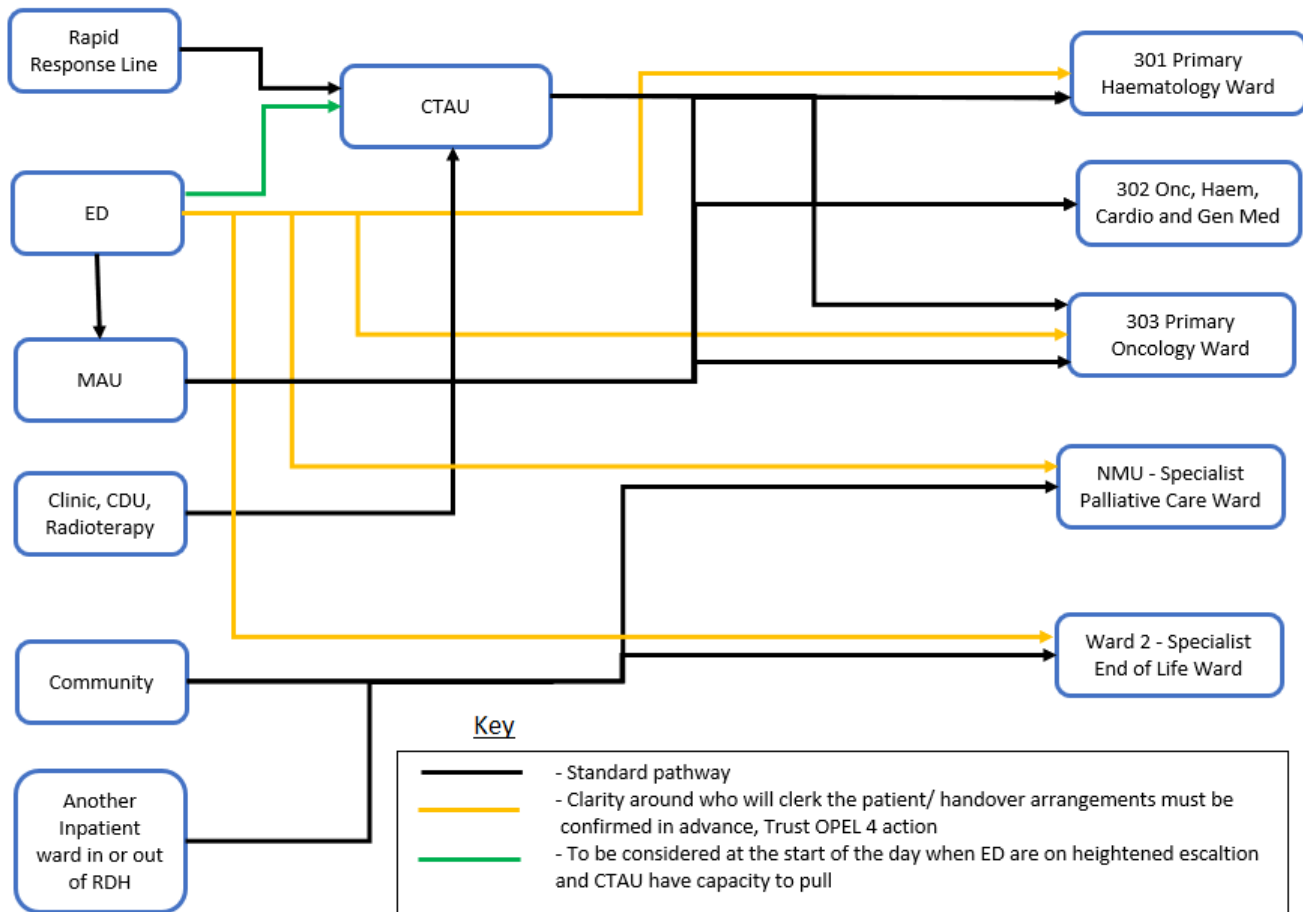 Rapid
Response Line
CTAU
301 Primary
Haematology Ward
ED
302 Onc, Haem,
Cardio and Gen Med
MAU
303 Primary
Oncology Ward
Clinic, CDU,
Radioterapy
NMU - Specialist
Palliative Care Ward
Community
Ward 2 - Specialist
End of Life Ward
Another
Inpatient
ward in or out
of RDH
Key
- Standard pathway
- Clarity around who will clerk the patient/ handover arrangements must be
confirmed in advance, Trust OPEL 4 action
- To be considered at the start of the day when ED are on heightened escaltion
and CTAU have capacity to pull